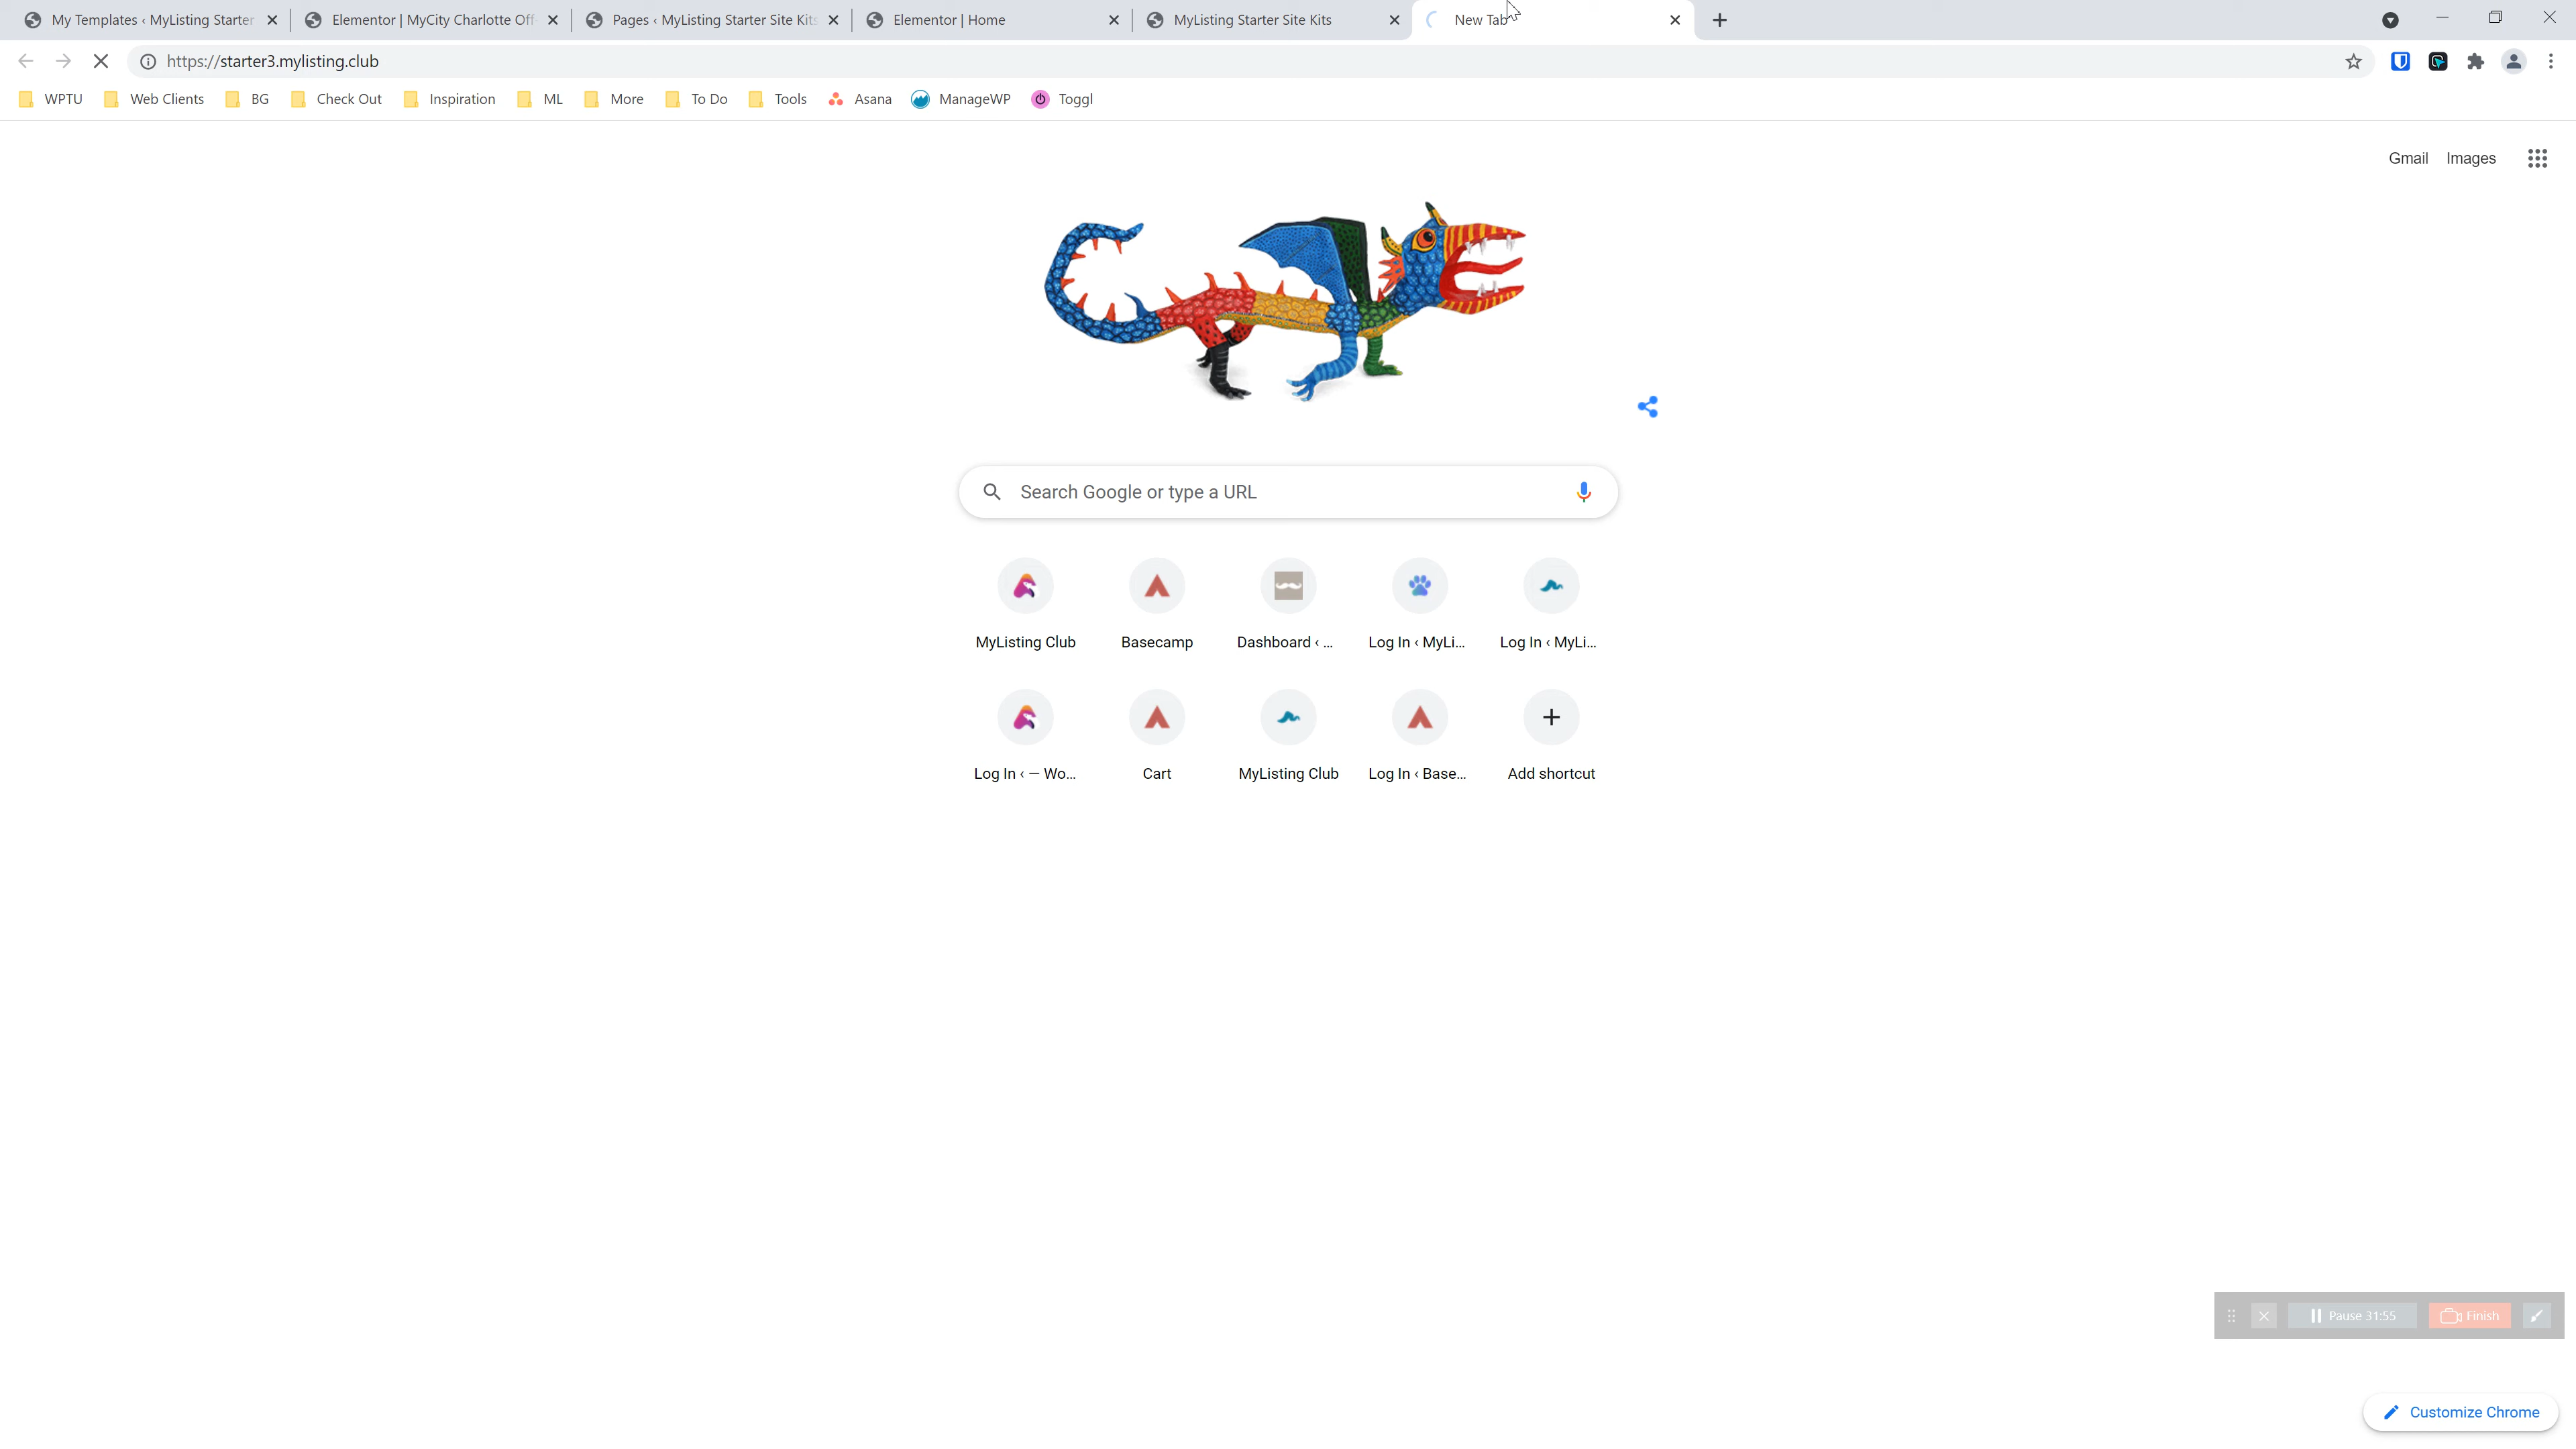 My Templates ‹ MyListing Starter
Elementor | MyCity Charlotte Off
Pages ‹ MyListing Starter Site Kits
Elementor | Home
MyListing Starter Site Kits
New Tab
https://starter3.mylisting.club
WPTU Web Clients BG Check Out Inspiration ML More To Do Tools Asana ManageWP Toggl
Gmail Images
Search Google or type a URL
MyListing Club Basecamp Dashboard ‹ ... Log In ‹ MyLi... Log In ‹ MyLi...
Log In ‹ — Wo... Cart MyListing Club Log In ‹ Base... Add shortcut
Pause 31:55 Finish
Customize Chrome